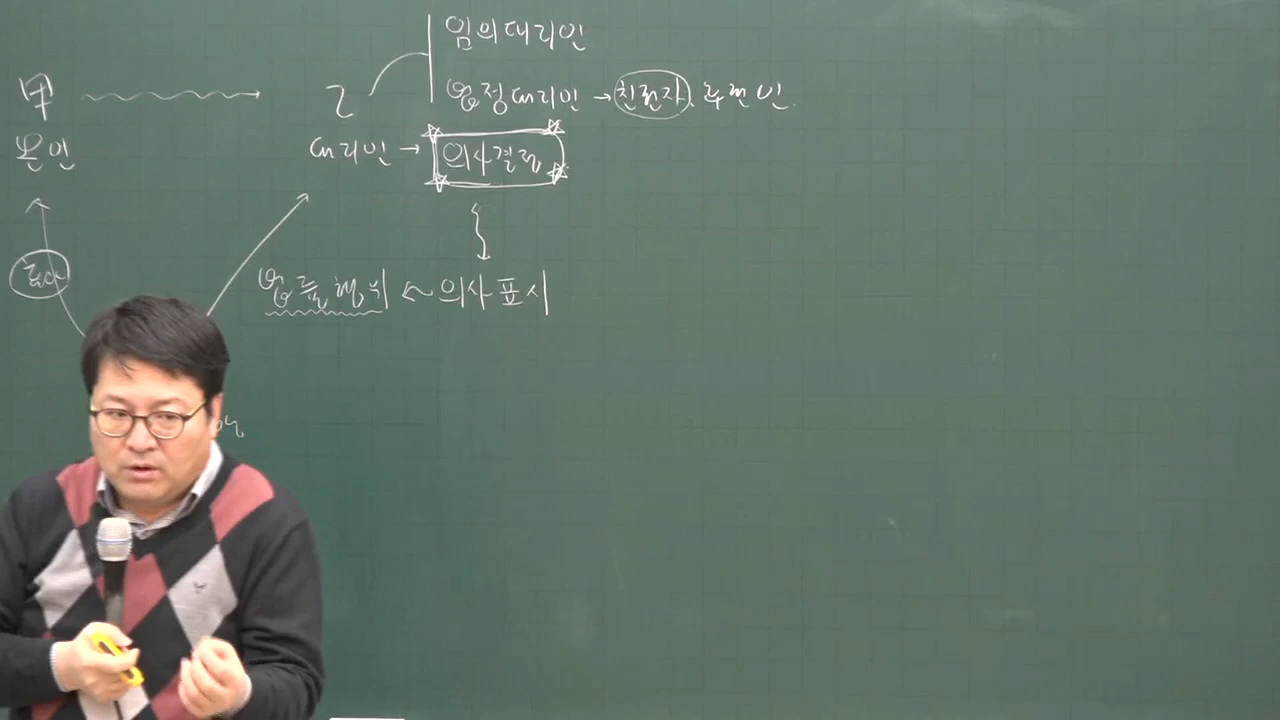 임의대리인
甲 乙 법정대리인 → 친권자, 후견인
본인 대리인 → 의사결정
효과
법률행위 의사표시